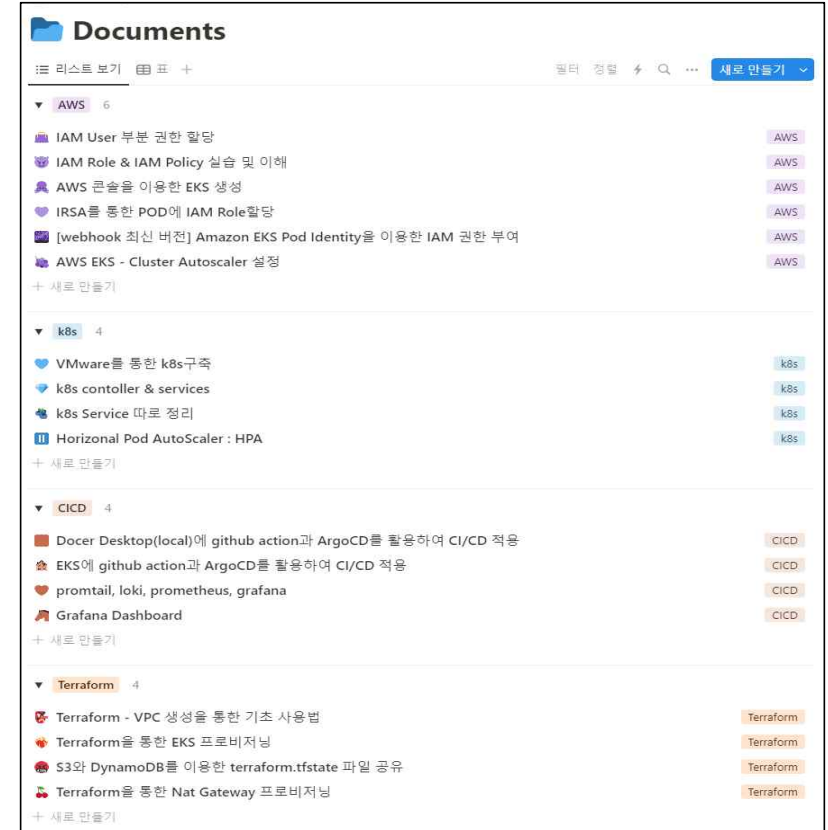 Documents
리스트 보기 표
필터 정렬 새로 만들기
AWS 6
IAM User 부분 권한 할당 AWS
IAM Role & IAM Policy 실습 및 이해 AWS
AWS 콘솔을 이용한 EKS 생성 AWS
IRSA를 통한 POD에 IAM Role할당 AWS
[webhook 최신 버전] Amazon EKS Pod Identity을 이용한 IAM 권한 부여 AWS
AWS EKS - Cluster Autoscaler 설정 AWS
+ 새로 만들기
k8s 4
VMware를 통한 k8s구축 k8s
k8s contoller & services k8s
k8s Service 따로 정리 k8s
Horizonal Pod AutoScaler : HPA k8s
+ 새로 만들기
CICD 4
Docer Desktop(local)에 github action과 ArgoCD를 활용하여 CI/CD 적용 CICD
EKS에 github action과 ArgoCD를 활용하여 CI/CD 적용 CICD
promtail, loki, prometheus, grafana CICD
Grafana Dashboard CICD
+ 새로 만들기
Terraform 4
Terraform - VPC 생성을 통한 기초 사용법 Terraform
Terraform을 통한 EKS 프로비저닝 Terraform
S3와 DynamoDB를 이용한 terraform.tfstate 파일 공유 Terraform
Terraform을 통한 Nat Gateway 프로비저닝 Terraform
+ 새로 만들기